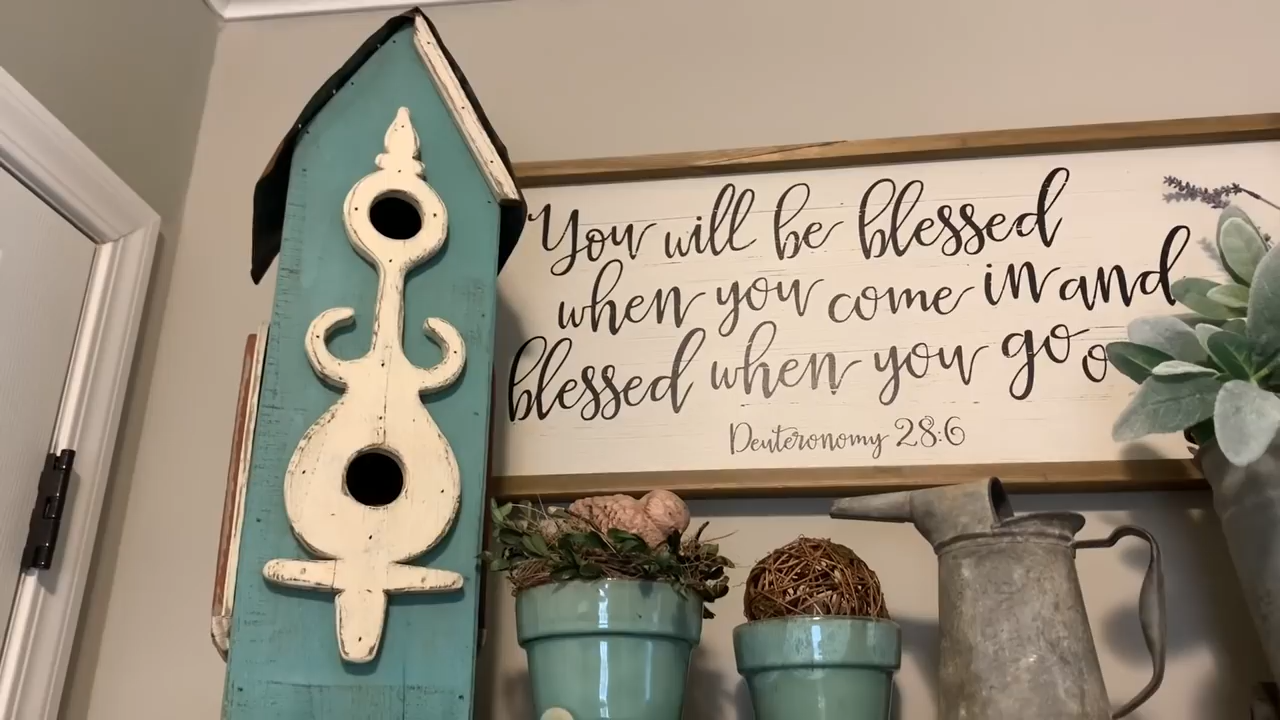 You will be blessed
when you come in and
blessed when you go o
Deuteronomy 28:6